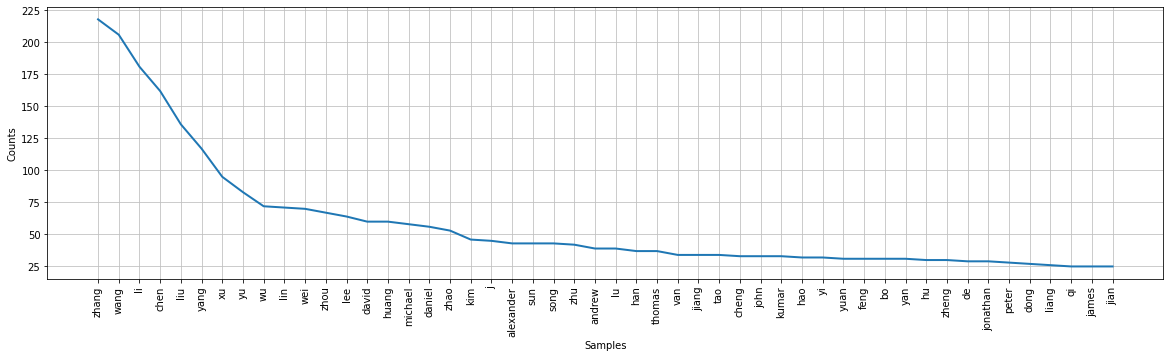 225
200
175
150
125
100
75
50
25
Counts
zhang
wang
li
chen
liu
yang
xu
yu
wu
lin
wei
zhou
lee
david
huang
michael
daniel
zhao
kim
j
alexander
sun
song
zhu
andrew
lu
han
thomas
van
jiang
tao
cheng
john
kumar
hao
yi
yuan
feng
bo
yan
hu
zheng
de
jonathan
peter
dong
liang
qi
james
jian
Samples